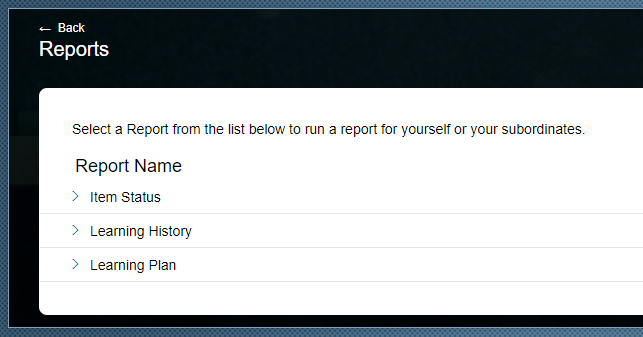 ← Back
Reports
Select a Report from the list below to run a report for yourself or your subordinates.
Report Name
Item Status
Learning History
Learning Plan